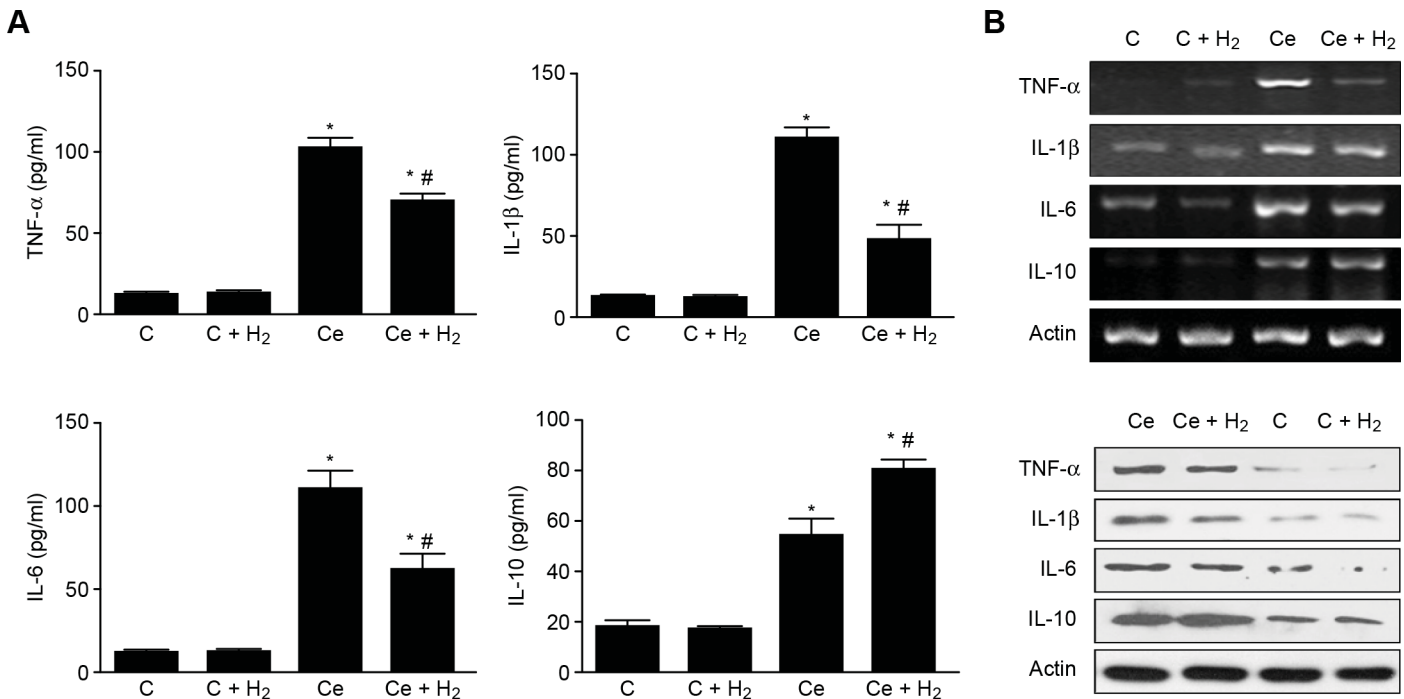 A
TNF-α (pg/ml)
150
100
50
0
*
* #
C
C + H₂
Ce
Ce + H₂
IL-1β (pg/ml)
150
100
50
0
*
* #
C
C + H₂
Ce
Ce + H₂
IL-6 (pg/ml)
150
100
50
0
*
* #
C
C + H₂
Ce
Ce + H₂
IL-10 (pg/ml)
100
80
60
40
20
0
*
* #
C
C + H₂
Ce
Ce + H₂
B
C C + H₂ Ce Ce + H₂
TNF-α
IL-1β
IL-6
IL-10
Actin
Ce Ce + H₂ C C + H₂
TNF-α
IL-1β
IL-6
IL-10
Actin